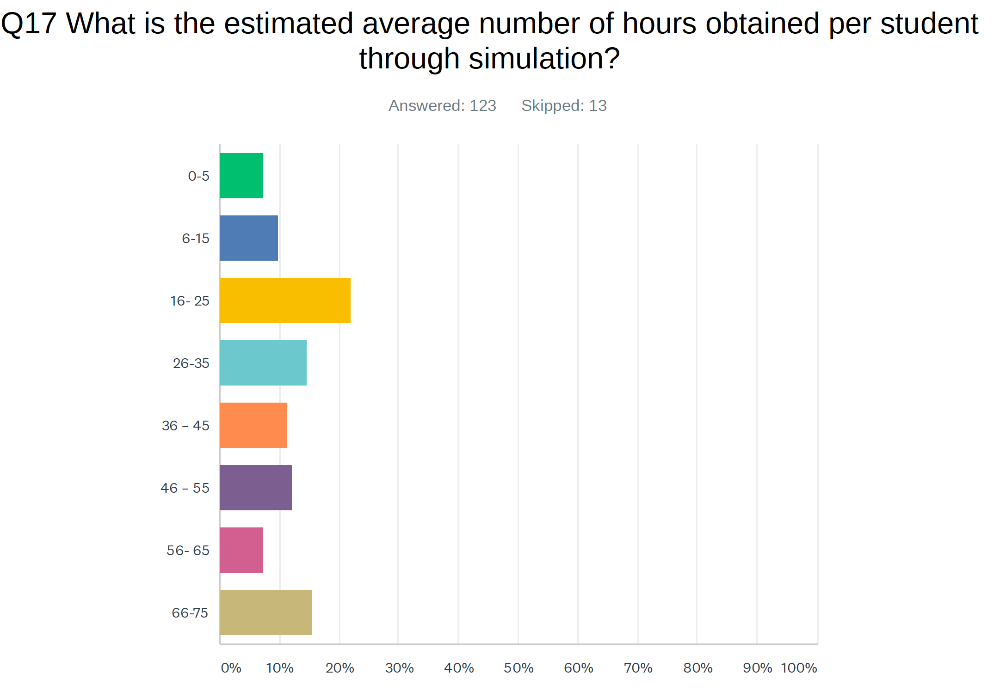 Q17 What is the estimated average number of hours obtained per student
through simulation?
Answered: 123 Skipped: 13
0-5
6-15
16- 25
26-35
36 – 45
46 – 55
56- 65
66-75
0% 10% 20% 30% 40% 50% 60% 70% 80% 90% 100%